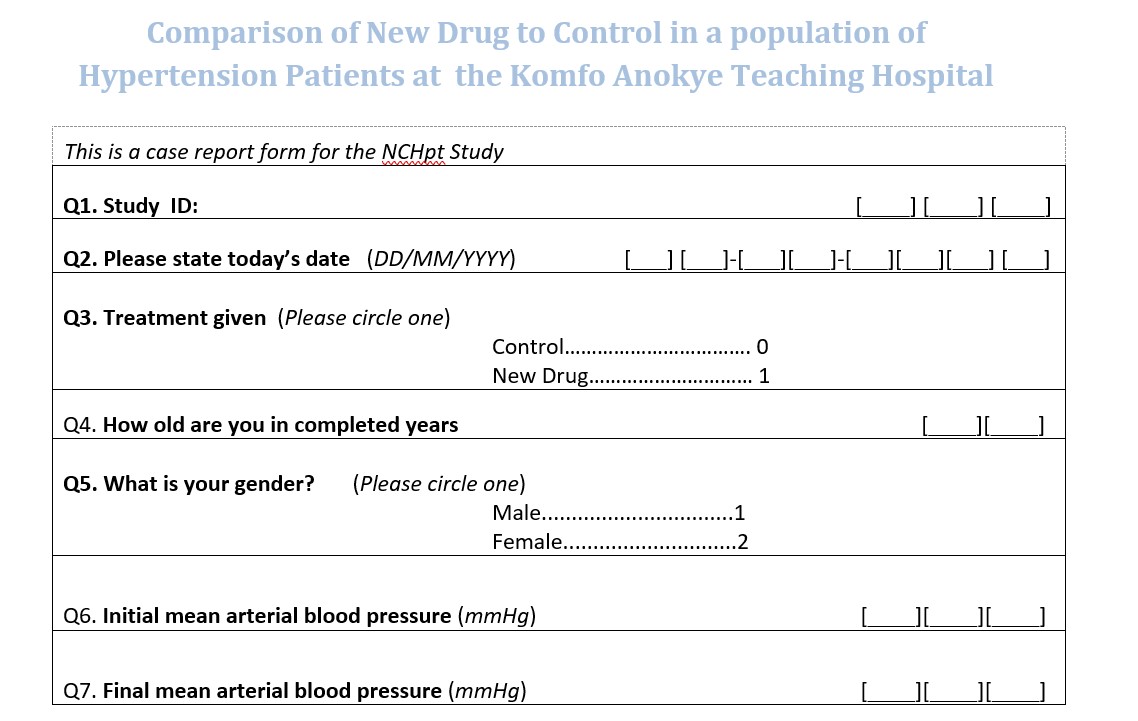 Comparison of New Drug to Control in a population of
Hypertension Patients at  the Komfo Anokye Teaching Hospital
This is a case report form for the NCHpt Study
Q1. Study  ID: [____] [____] [____]
Q2. Please state today’s date  (DD/MM/YYYY) [___] [___]-[___][___]-[___][___][___] [___]
Q3. Treatment given  (Please circle one)
Control.................................. 0
New Drug.............................. 1
Q4. How old are you in completed years [____][____]
Q5. What is your gender?    (Please circle one)
Male................................1
Female.............................2
Q6. Initial mean arterial blood pressure (mmHg) [____][____][____]
Q7. Final mean arterial blood pressure (mmHg) [____][____][____]